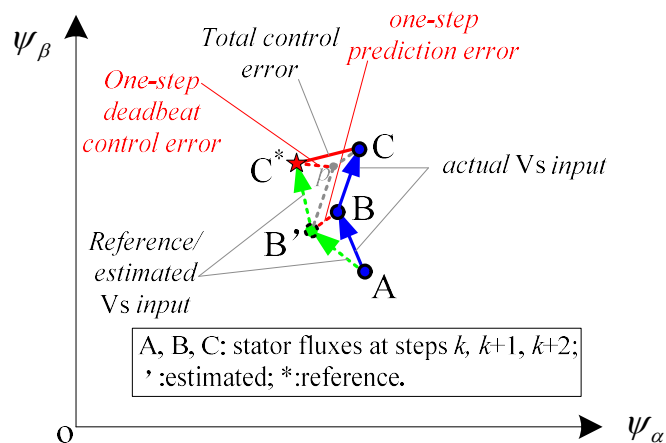 ψβ
Total control
error
one-step
prediction error
One-step
deadbeat
control error
C*
C
actual Vs input
B
B'
Reference/
estimated
Vs input
A
A, B, C: stator fluxes at steps k, k+1, k+2;
' :estimated; *:reference.
O
ψα